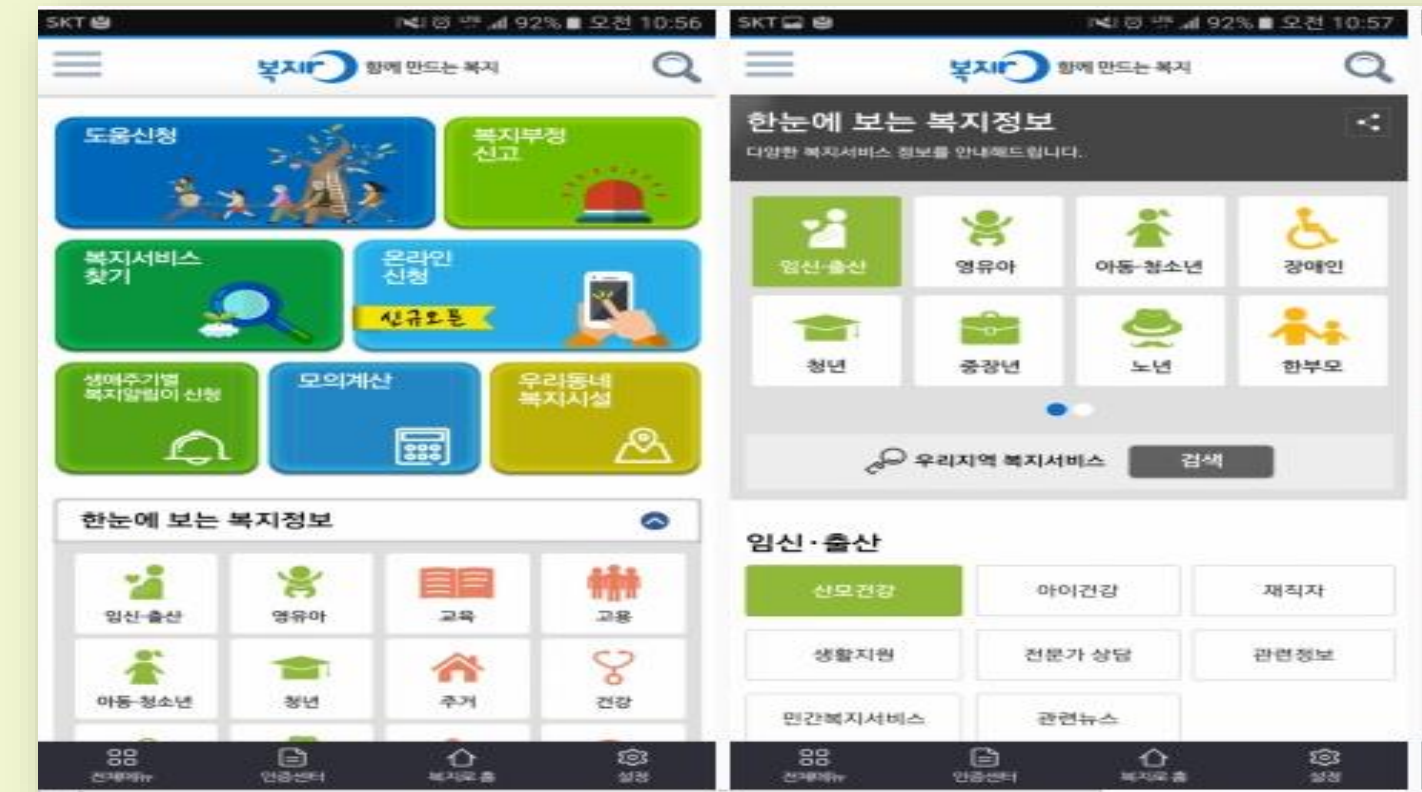 SKT 92% 오전 10:56
복지로 함께 만드는 복지
도움신청
복지부정
신고
복지서비스
찾기
온라인
신청
신규오픈
생애주기별
복지알림이 신청
모의계산
우리동네
복지시설
한눈에 보는 복지정보
임신·출산 영유아 교육 고용
아동·청소년 청년 주거 건강
전체메뉴 인증센터 복지로 홈 설정
SKT 92% 오전 10:57
복지로 함께 만드는 복지
한눈에 보는 복지정보
다양한 복지서비스 정보를 안내해드립니다.
임신·출산 영유아 아동·청소년 장애인
청년 중장년 노년 한부모
우리지역 복지서비스 검색
임신·출산
산모건강 아이건강 재직자
생활지원 전문가 상담 관련정보
민간복지서비스 관련뉴스
전체메뉴 인증센터 복지로 홈 설정